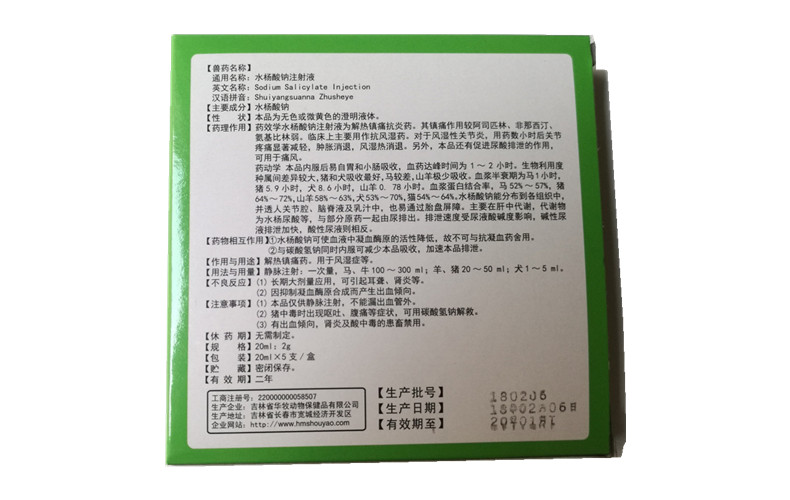 【兽药名称】
通用名称：水杨酸钠注射液
英文名称：Sodium Salicylate Injection
汉语拼音：Shuiyangsuanna Zhusheye
【主要成分】水杨酸钠
【性　　状】本品为无色或微黄色的澄明液体。
【药理作用】药效学水杨酸钠注射液为解热镇痛抗炎药。其镇痛作用较阿司匹林、非那西汀、
氨基比林弱。临床上主要用作抗风湿药。对于风湿性关节炎，用药数小时后关节
疼痛显著减轻，肿胀消退，风湿热消退。另外，本品还有促进尿酸排泄的作用，
可用于痛风。
药动学 本品内服后易自胃和小肠吸收，血药达峰时间为1～2小时。生物利用度
种属间差异较大，猪和犬吸收最好，马较差，山羊极少吸收。血浆半衰期为马1小时，
猪5.9小时，犬8.6小时，山羊0.78小时。血浆蛋白结合率，马52%～57%，猪
64%～72%，山羊58%～63%，犬53%～70%，猫54%～64%。水杨酸钠能分布到各组织中，
并透入关节腔、脑脊液及乳汁中，也易通过胎盘屏障。主要在肝中代谢，代谢物
为水杨尿酸等，与部分原药一起由尿排出。排泄速度受尿液酸碱度影响，碱性尿
液排泄加快，酸性尿液则相反。
【药物相互作用】①水杨酸钠可使血液中凝血酶原的活性降低，故不可与抗凝血药合用。
②与碳酸氢钠同时内服可减少本品吸收，加速本品排泄。
【作用与用途】解热镇痛药。用于风湿症等。
【用法与用量】静脉注射：一次量，马、牛100～300ml；羊、猪20～50ml；犬1～5ml。
【不良反应】（1）长期大剂量应用，可引起耳聋、肾炎等。
（2）因抑制凝血酶原合成而产生出血倾向。
【注意事项】（1）本品仅供静脉注射，不能漏出血管外。
（2）猪中毒时出现呕吐、腹痛等症状，可用碳酸氢钠解救。
（3）有出血倾向，肾炎及酸中毒的患畜禁用。
【休 药 期】无需制定。
【规　　格】20ml：2g
【包　　装】20ml×5支／盒
【贮　　藏】密闭保存。
【有 效 期】二年
工商注册号：220000000058507
生产企业：吉林省华牧动物保健品有限公司
生产地址：吉林省长春市宽城经济开发区
企业网站：http://www.hmshouyao.com
【生产批号】
【生产日期】
【有效期至】
180206